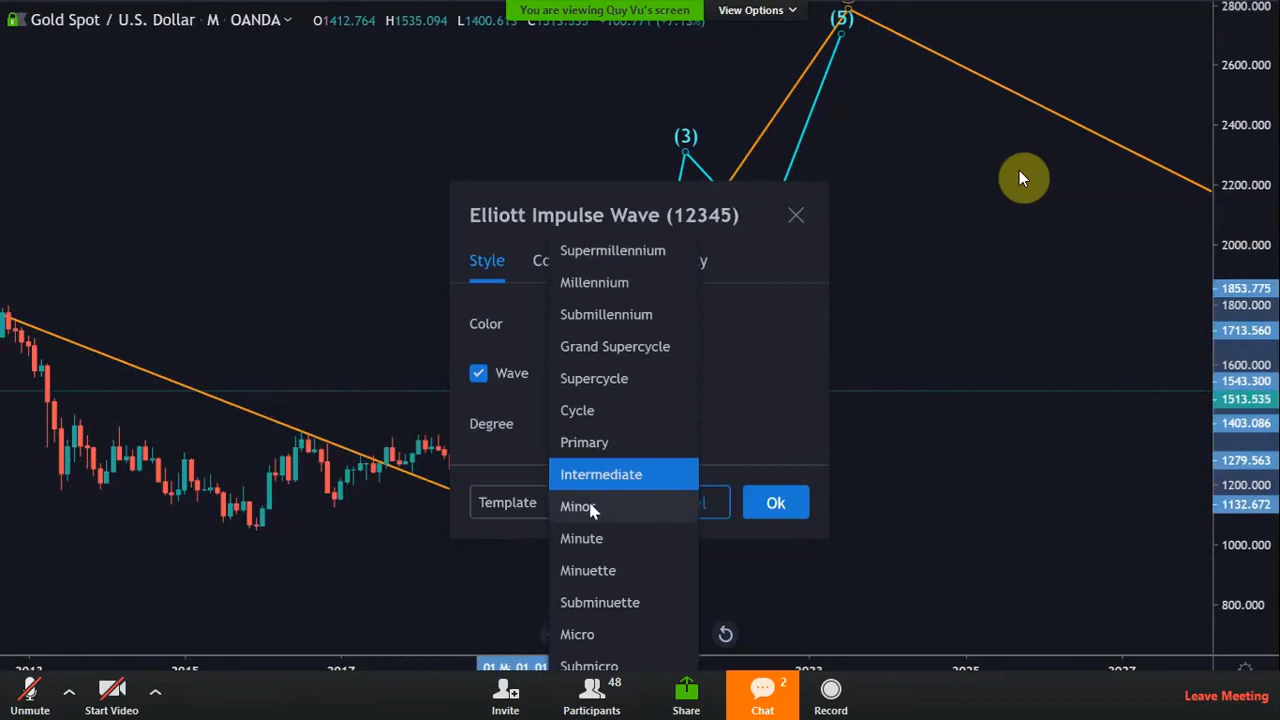 You are viewing Quy Vu's screen
View Options
Gold Spot / U.S. Dollar • M • OANDA
O1412.764 H1535.094
(5)
(3)
2800.000
2600.000
2400.000
2200.000
2000.000
1853.775
1800.000
1713.560
1600.000
1543.300
1513.535
1403.086
1279.563
1200.000
1132.672
1000.000
800.000
Elliott Impulse Wave (12345)
Style
Color
Wave
Degree
Template
Ok
Supermillennium
Millennium
Submillennium
Grand Supercycle
Supercycle
Cycle
Primary
Intermediate
Minor
Minute
Minuette
Subminuette
Micro
Submicro
2013 2015 2017 2023 2025 2027
Unmute
Start Video
Invite
48
Participants
Share
2
Chat
Record
Leave Meeting